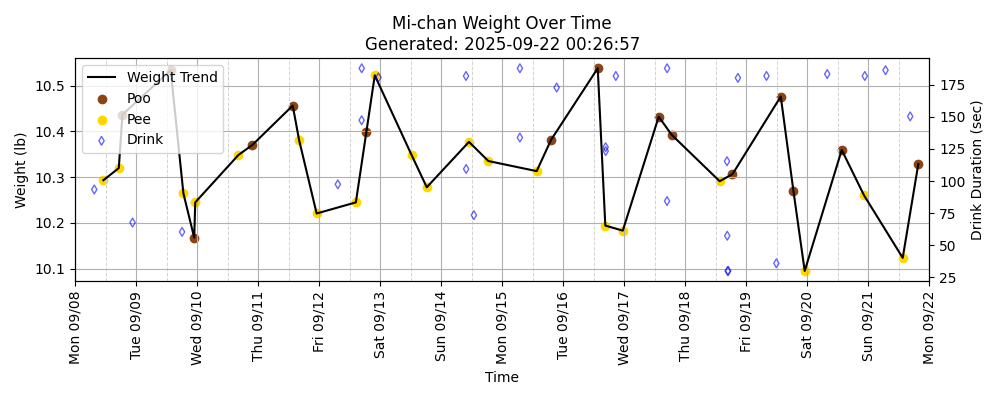 Mi-chan Weight Over Time
Generated: 2025-09-22 00:26:57
Weight Trend
Poo
Pee
Drink
Weight (lb)
10.5
10.4
10.3
10.2
10.1
Drink Duration (sec)
175
150
125
100
75
50
25
Mon 09/08
Tue 09/09
Wed 09/10
Thu 09/11
Fri 09/12
Sat 09/13
Sun 09/14
Mon 09/15
Tue 09/16
Wed 09/17
Thu 09/18
Fri 09/19
Sat 09/20
Sun 09/21
Mon 09/22
Time